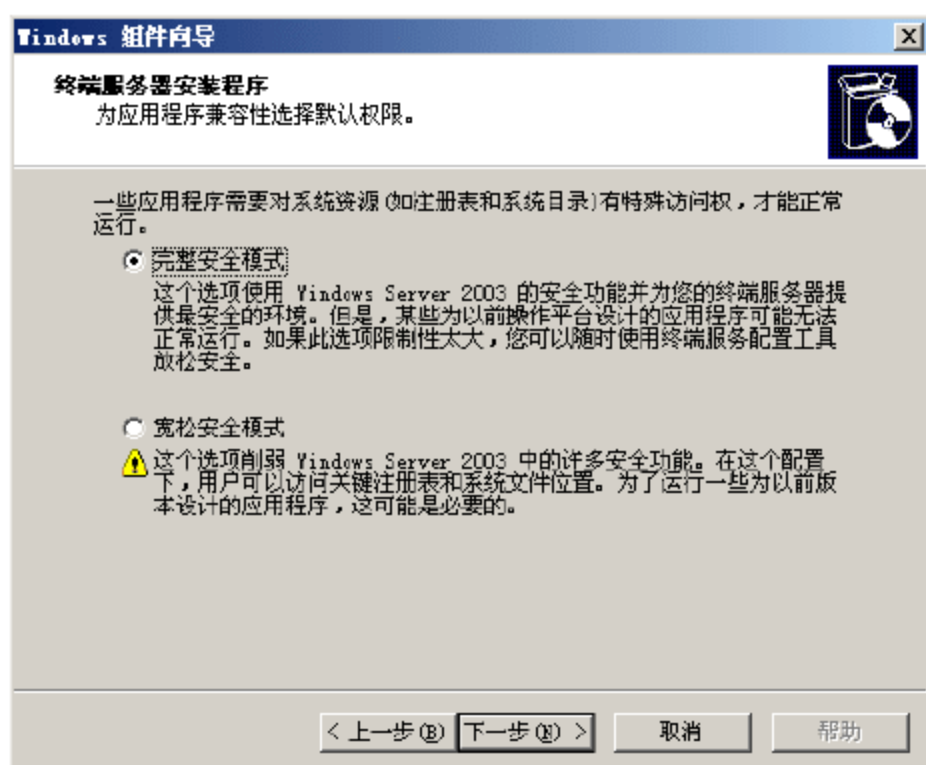 Windows 组件向导
终端服务器安装程序
为应用程序兼容性选择默认权限。
一些应用程序需要对系统资源(如注册表和系统目录)有特殊访问权，才能正常
运行。
完整安全模式
这个选项使用 Windows Server 2003 的安全功能并为您的终端服务器提
供最安全的环境。但是，某些为以前操作平台设计的应用程序可能无法
正常运行。如果此选项限制性太大，您可以随时使用终端服务配置工具
放松安全。
宽松安全模式
这个选项削弱 Windows Server 2003 中的许多安全功能。在这个配置
下，用户可以访问关键注册表和系统文件位置。为了运行一些为以前版
本设计的应用程序，这可能是必要的。
< 上一步(B) 下一步(N) > 取消 帮助